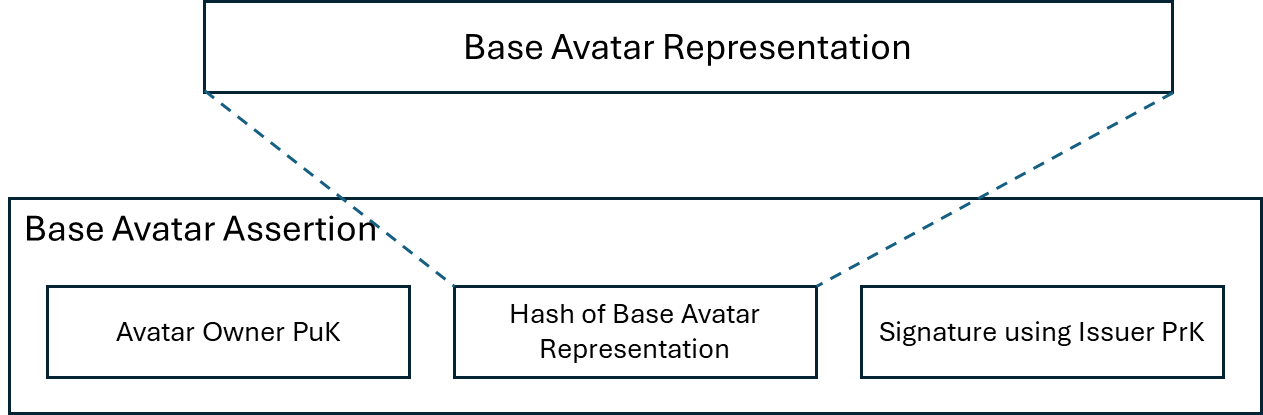 Base Avatar Representation
Base Avatar Assertion
Avatar Owner PuK
Hash of Base Avatar
Representation
Signature using Issuer PrK